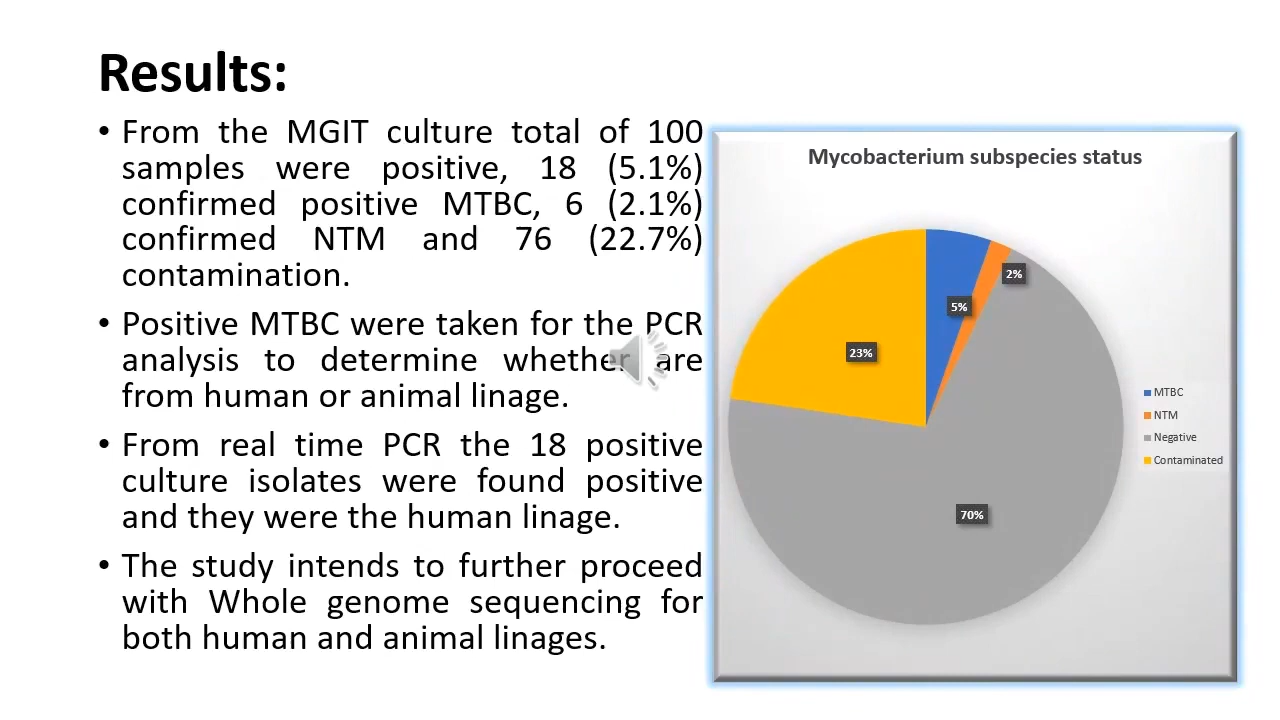 Results:
• From the MGIT culture total of 100
samples were positive, 18 (5.1%)
confirmed positive MTBC, 6 (2.1%)
confirmed NTM and 76 (22.7%)
contamination.
• Positive MTBC were taken for the PCR
analysis to determine whether are
from human or animal linage.
• From real time PCR the 18 positive
culture isolates were found positive
and they were the human linage.
• The study intends to further proceed
with Whole genome sequencing for
both human and animal linages.
Mycobacterium subspecies status
2%
5%
23%
70%
MTBC
NTM
Negative
Contaminated